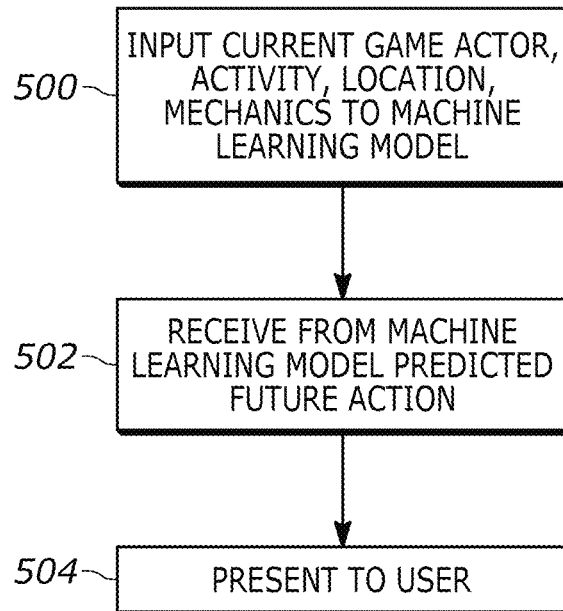 500
INPUT CURRENT GAME ACTOR,
ACTIVITY, LOCATION,
MECHANICS TO MACHINE
LEARNING MODEL
502
RECEIVE FROM MACHINE
LEARNING MODEL PREDICTED
FUTURE ACTION
504
PRESENT TO USER